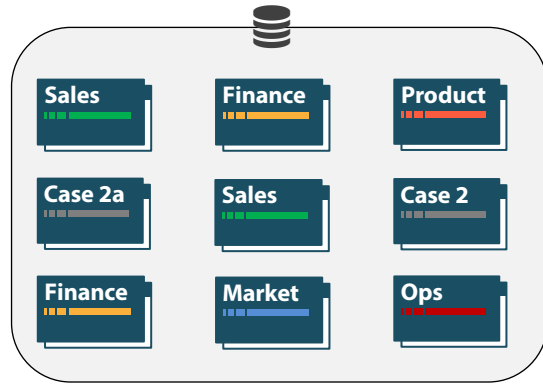 Sales
Finance
Product
Case 2a
Sales
Case 2
Finance
Market
Ops